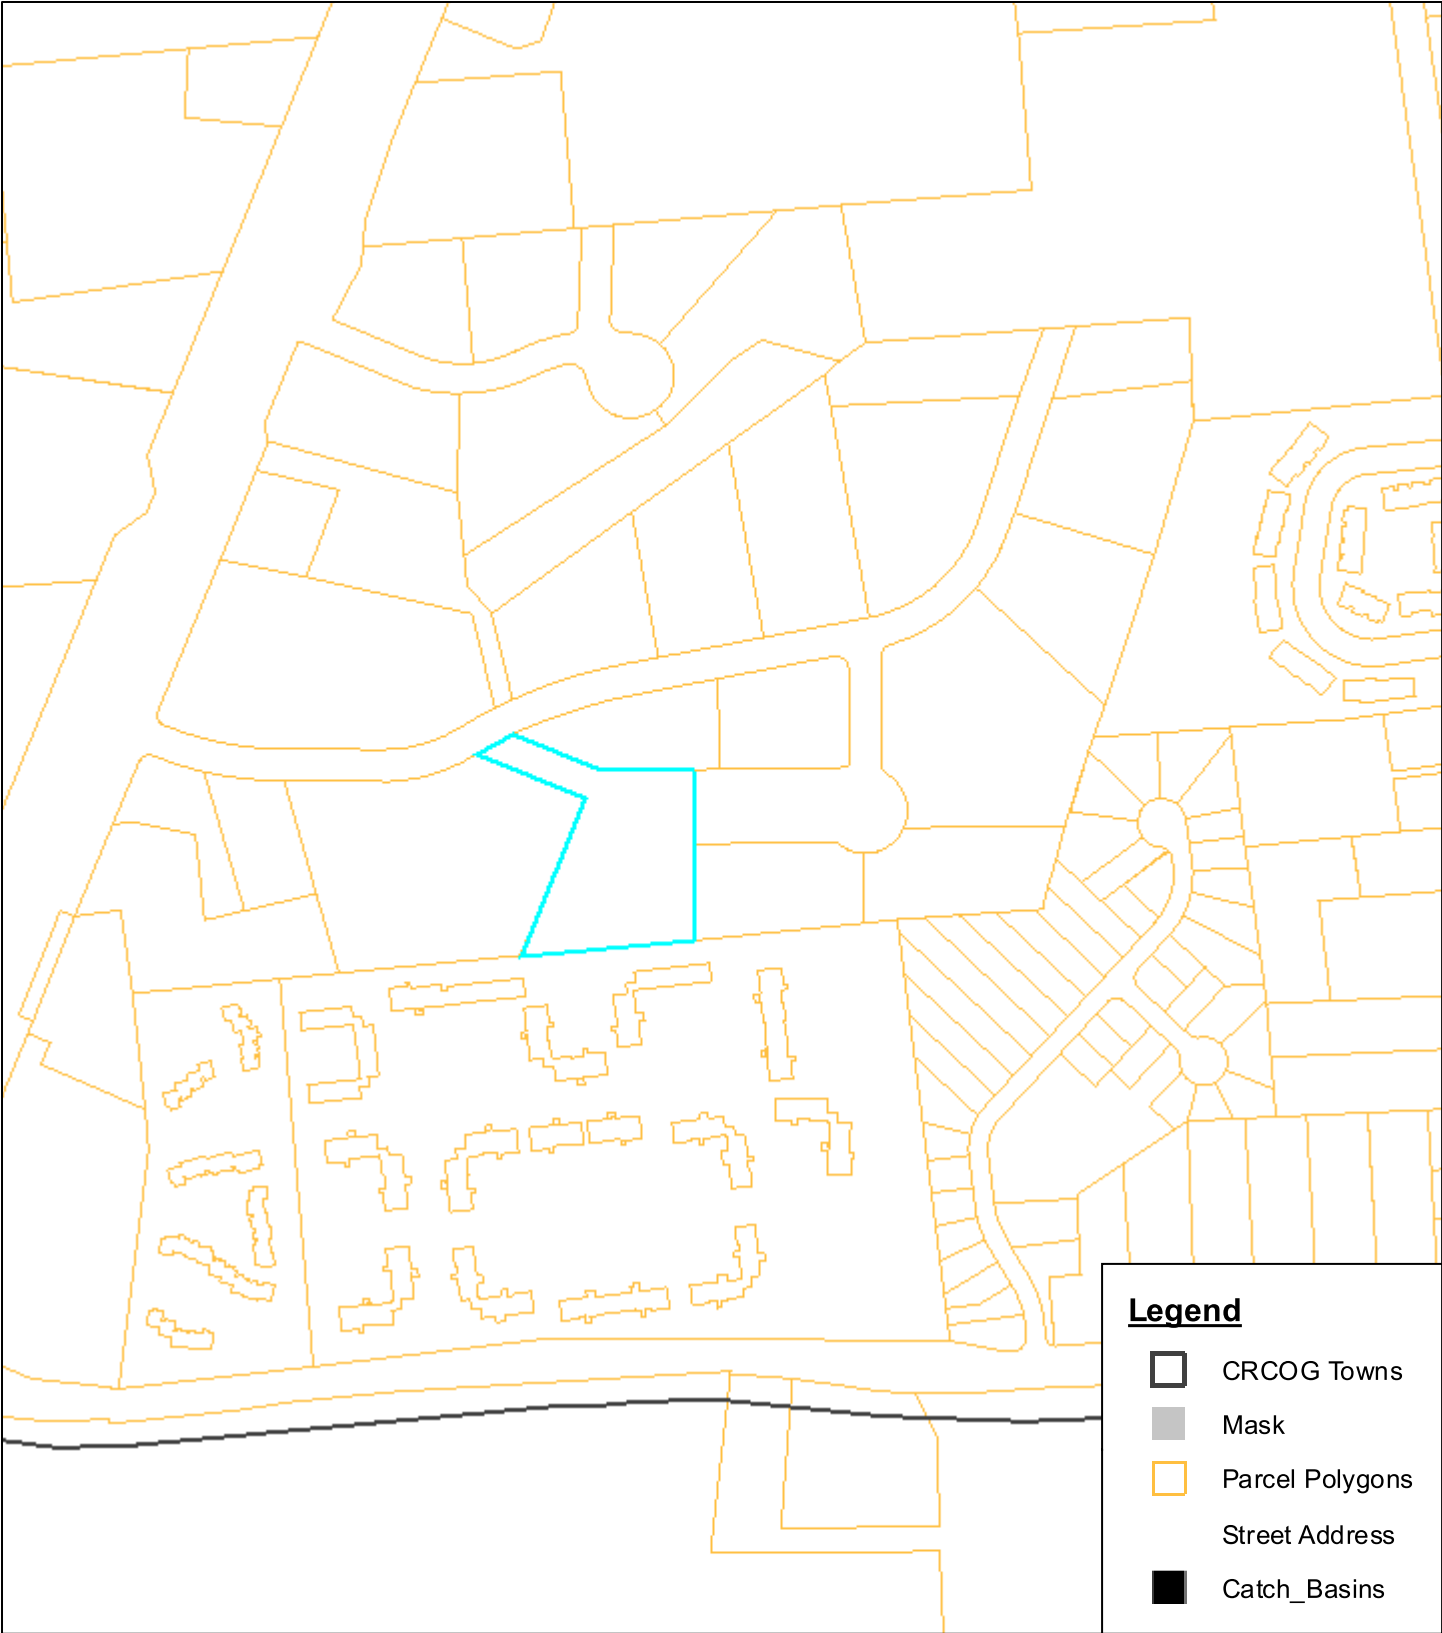 Legend
CRCOG Towns
Mask
Parcel Polygons
Street Address
Catch_Basins